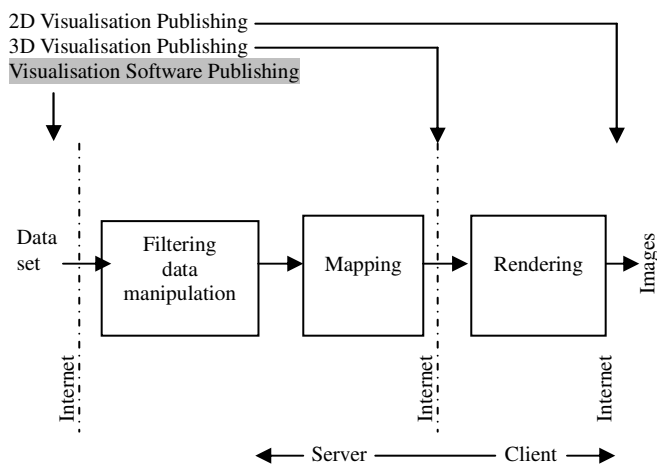 2D Visualisation Publishing
3D Visualisation Publishing
Visualisation Software Publishing
Data
set
Filtering
data
manipulation
Mapping
Rendering
Images
Internet
Internet
Internet
Server
Client